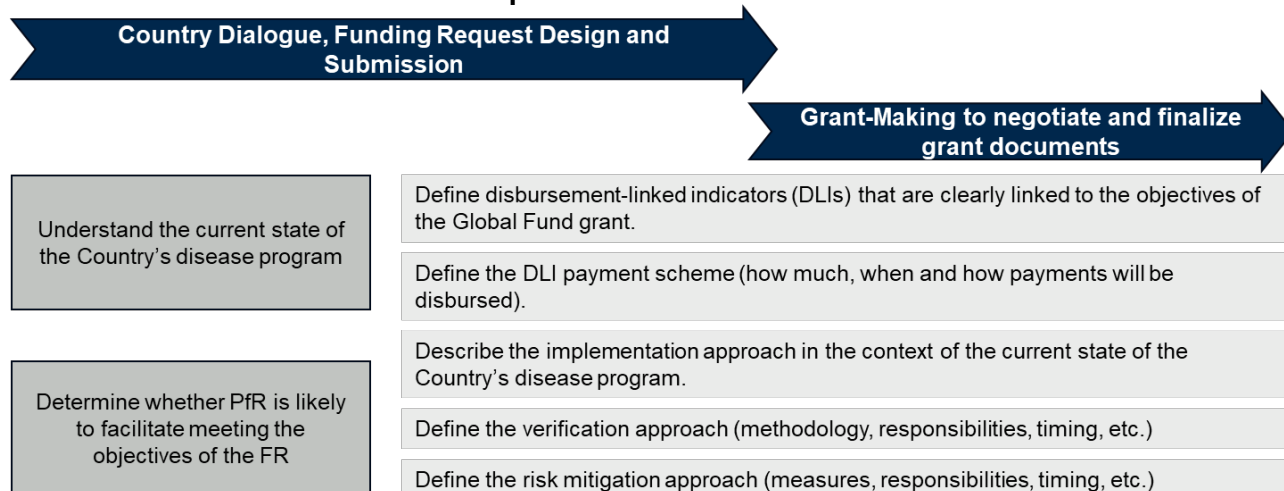 Country Dialogue, Funding Request Design and
Submission
Grant-Making to negotiate and finalize
grant documents
Understand the current state of
the Country's disease program
Determine whether PfR is likely
to facilitate meeting the
objectives of the FR
Define disbursement-linked indicators (DLIs) that are clearly linked to the objectives of
the Global Fund grant.
Define the DLI payment scheme (how much, when and how payments will be
disbursed).
Describe the implementation approach in the context of the current state of the
Country's disease program.
Define the verification approach (methodology, responsibilities, timing, etc.)
Define the risk mitigation approach (measures, responsibilities, timing, etc.)